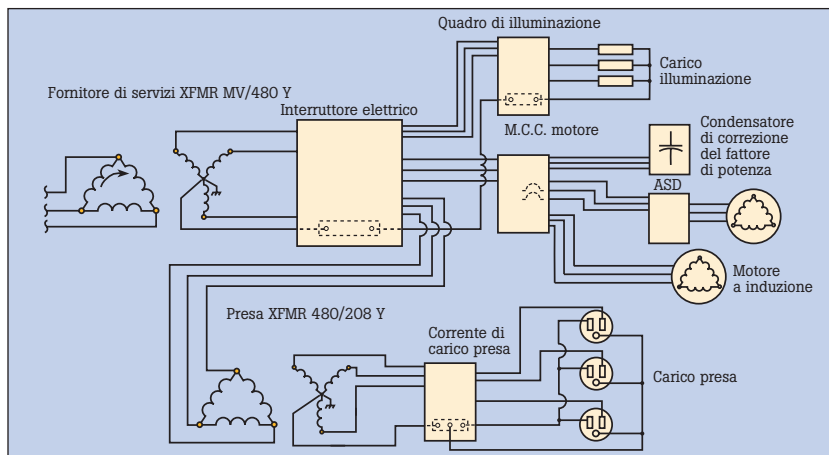 Quadro di illuminazione
Fornitore di servizi XFMR MV/480 Y
Interruttore elettrico
Carico
illuminazione
M.C.C. motore
Condensatore
di correzione
del fattore
di potenza
ASD
Motore
a induzione
Presa XFMR 480/208 Y
Corrente di
carico presa
Carico presa